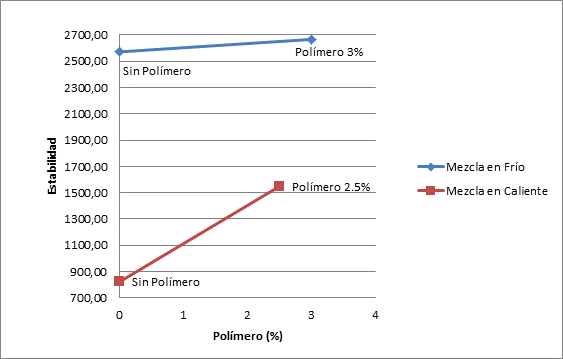 2700,00
2500,00
2300,00
2100,00
1900,00
1700,00
1500,00
1300,00
1100,00
900,00
700,00
Estabilidad
Polímero 3%
Sin Polímero
Polímero 2.5%
Sin Polímero
0 1 2 3 4
Polímero (%)
Mezcla en Frío
Mezcla en Caliente